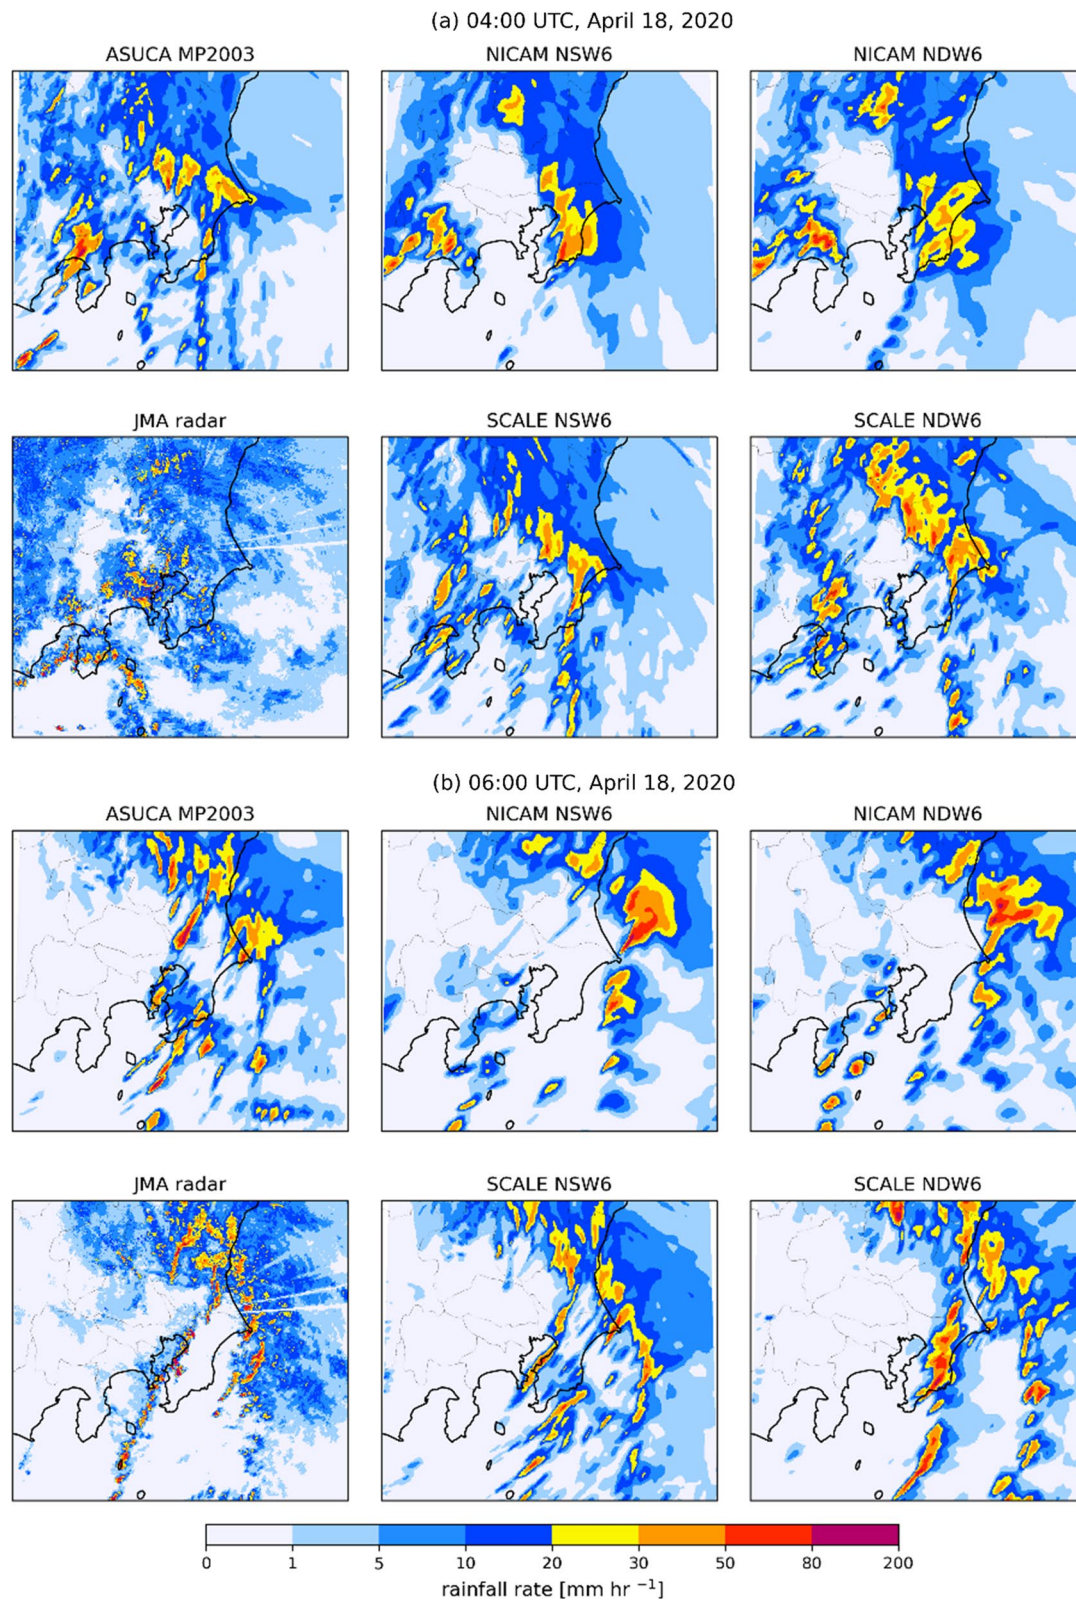 (a) 04:00 UTC, April 18, 2020
ASUCA MP2003 NICAM NSW6 NICAM NDW6
JMA radar SCALE NSW6 SCALE NDW6
(b) 06:00 UTC, April 18, 2020
ASUCA MP2003 NICAM NSW6 NICAM NDW6
JMA radar SCALE NSW6 SCALE NDW6
0 1 5 10 20 30 50 80 200
rainfall rate [mm hr ⁻¹]